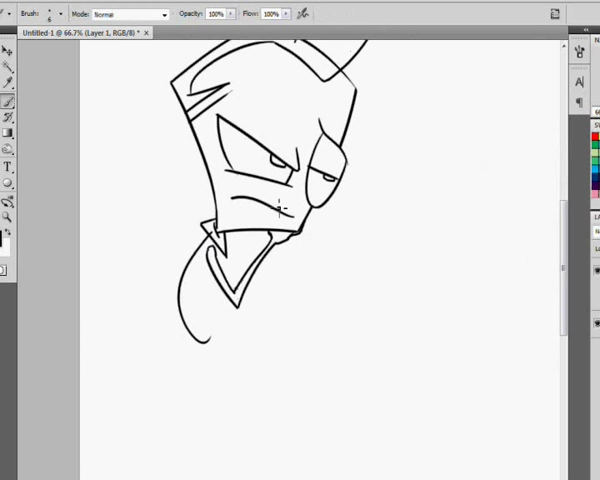 Brush: 6 Mode: Normal Opacity: 100% Flow: 100%
Untitled-1 @ 66.7% (Layer 1, RGB/8) * ×